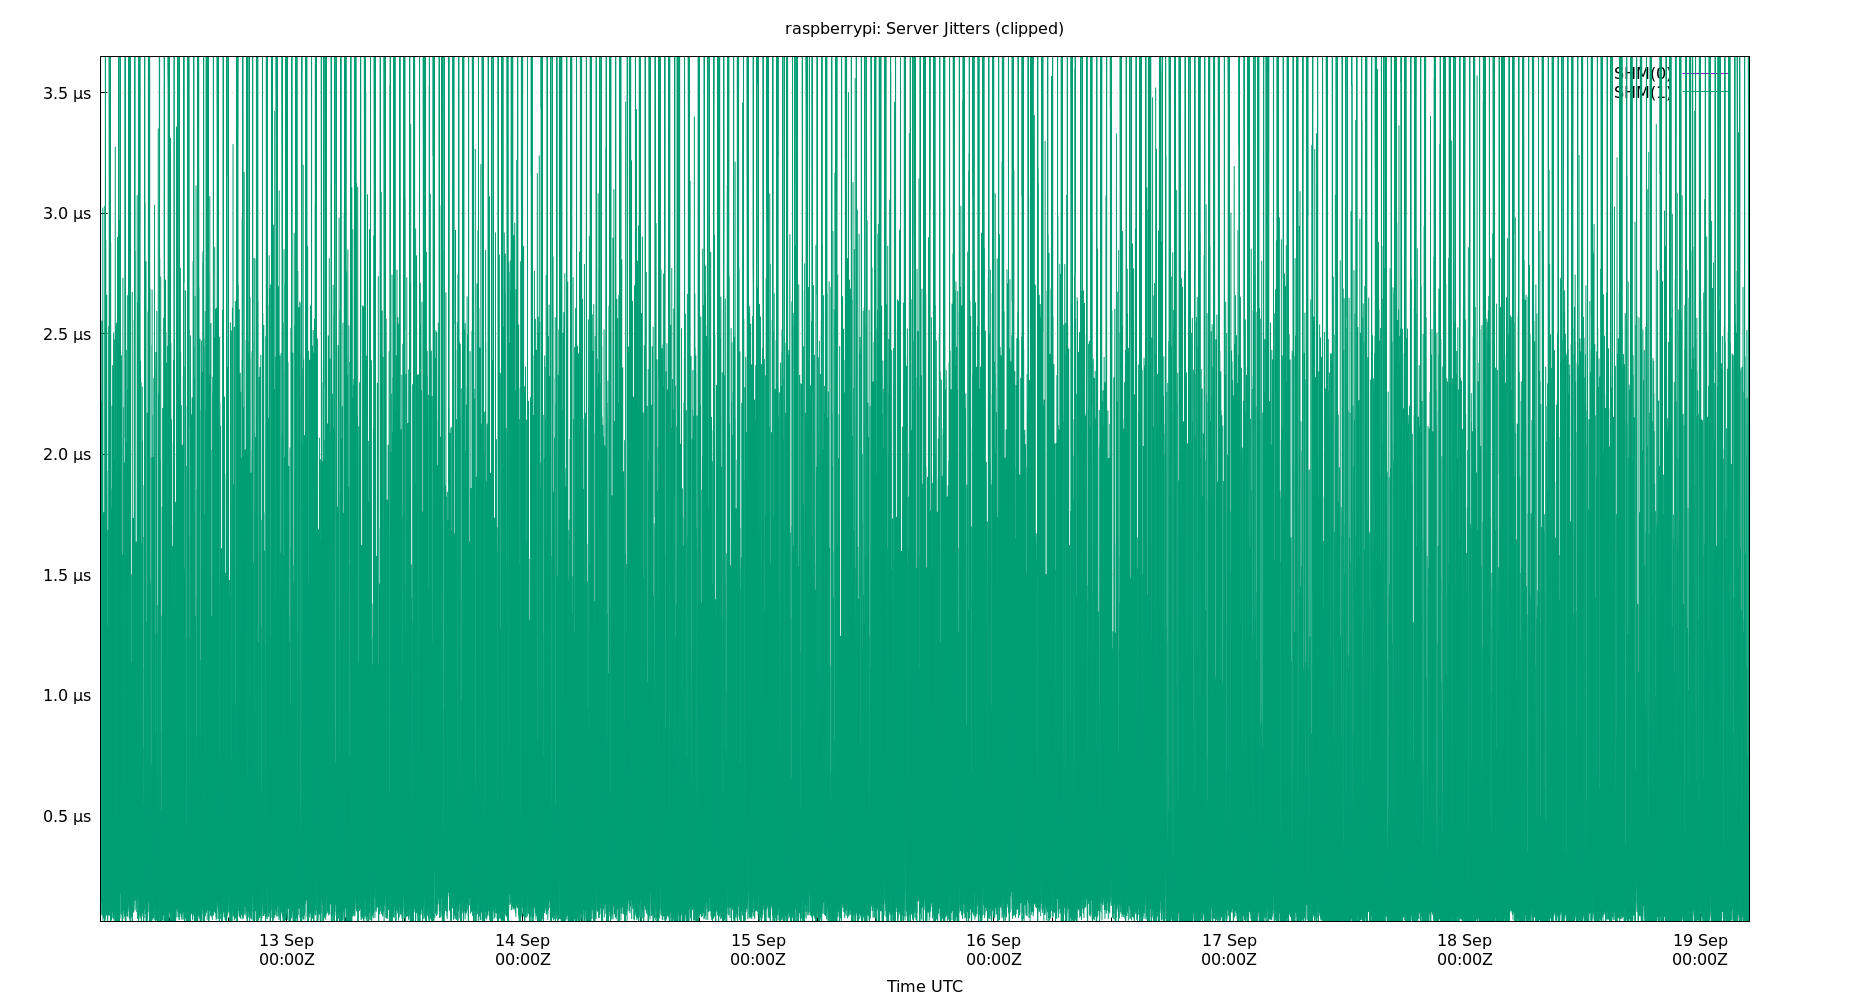 raspberrypi: Server Jitters (clipped)
SHM(0)
SHM(1)
3.5 μs
3.0 μs
2.5 μs
2.0 μs
1.5 μs
1.0 μs
0.5 μs
13 Sep 14 Sep 15 Sep 16 Sep 17 Sep 18 Sep 19 Sep
00:00Z 00:00Z 00:00Z 00:00Z 00:00Z 00:00Z 00:00Z
Time UTC